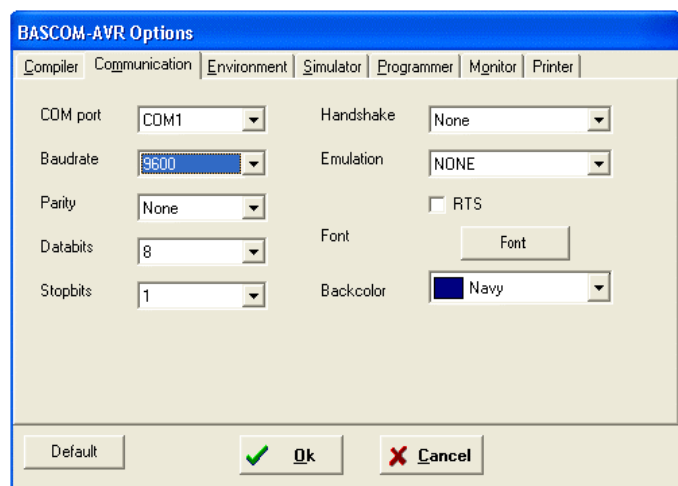 BASCOM-AVR Options
Compiler Communication Environment Simulator Programmer Monitor Printer
COM port COM1 Handshake None
Baudrate 9600 Emulation NONE
Parity None RTS
Databits 8 Font Font
Stopbits 1 Backcolor Navy
Default Ok Cancel